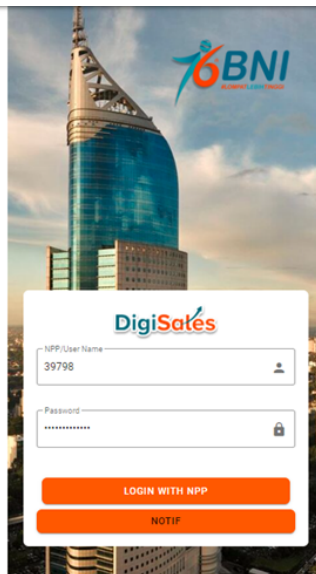 76BNI
DigiSales
NPP/User Name
39798
Password
•••••••••••••
LOGIN WITH NPP
NOTIF